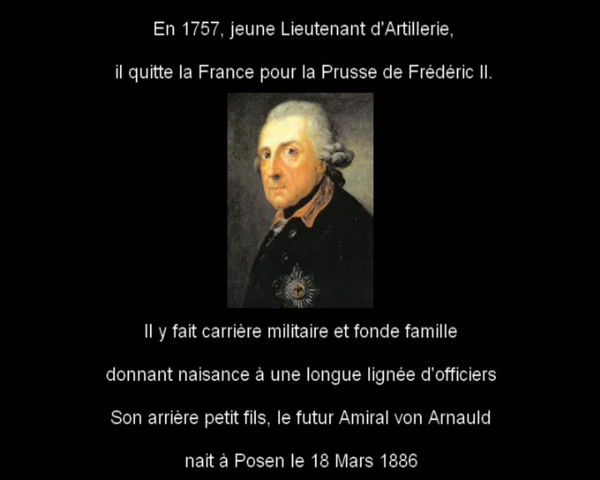 En 1757, jeune Lieutenant d'Artillerie,
il quitte la France pour la Prusse de Frédéric II.
Il y fait carrière militaire et fonde famille
donnant naisance à une longue lignée d'officiers
Son arrière petit fils, le futur Amiral von Arnauld
nait à Posen le 18 Mars 1886